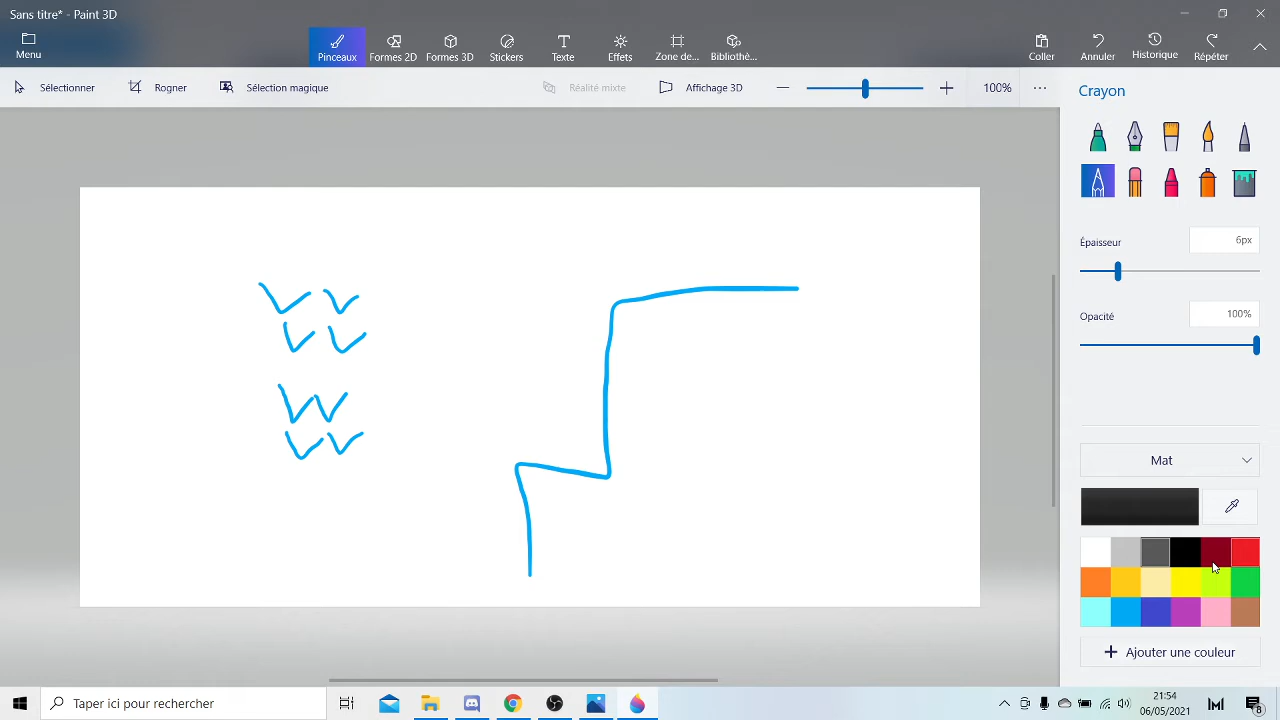 Sans titre* - Paint 3D
Menu
Pinceaux Formes 2D Formes 3D Stickers Texte Effets Zone de... Bibliothè... Coller Annuler Historique Répéter
Sélectionner Rogner Sélection magique Réalité mixte Affichage 3D 100%
Crayon
Épaisseur 6px
Opacité 100%
Mat
Ajouter une couleur
Taper ici pour rechercher
21:54
06/05/2021
8